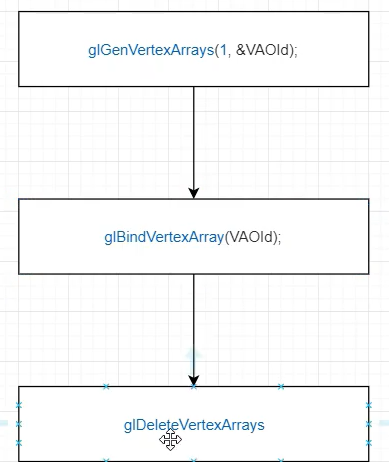 glGenVertexArrays(1, &VAOId);
glBindVertexArray(VAOId);
glDeleteVertexArrays